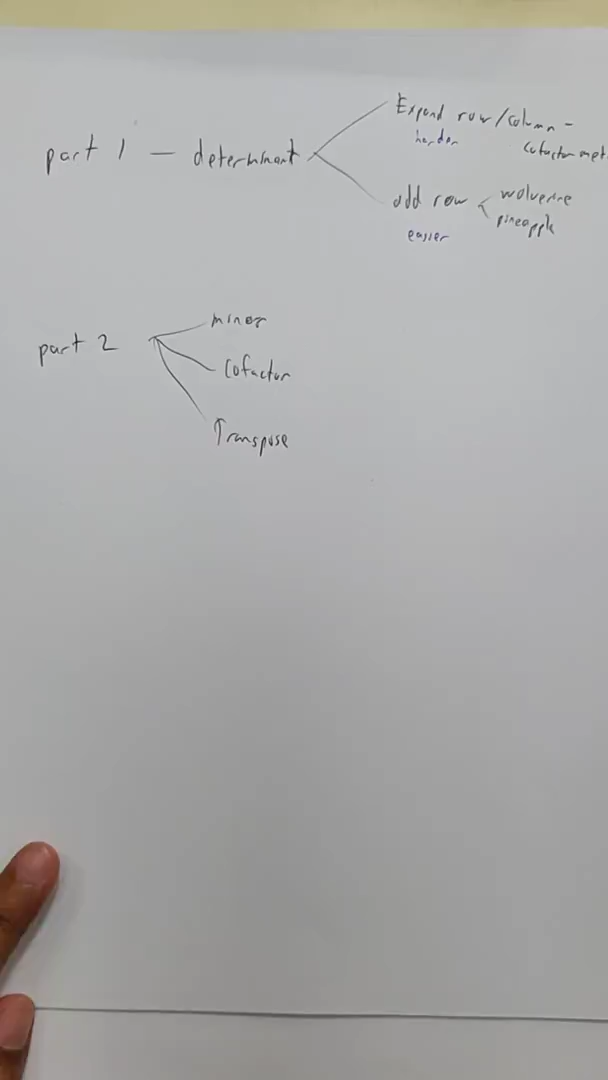 part 1 — determinant
Expand row/column -
harder
cofactor met
add row < wolverine
pineapple
easier
part 2
minor
Cofactor
Transpose